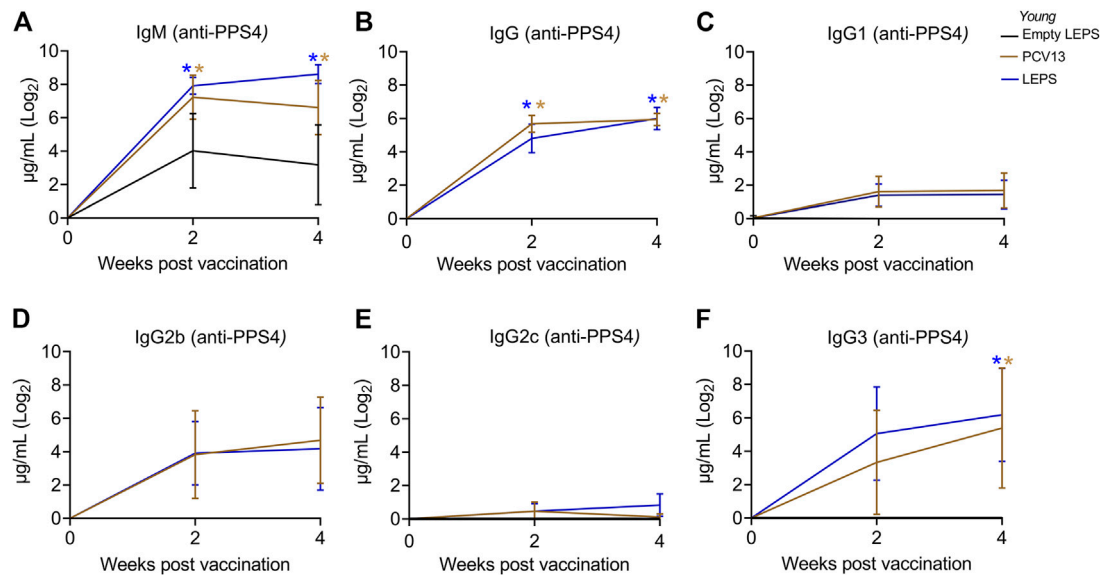 A
IgM (anti-PPS4)
µg/mL (Log2)
10
8
6
4
2
0
* *
* *
0 2 4
Weeks post vaccination
B
IgG (anti-PPS4)
µg/mL (Log2)
10
8
6
4
2
0
* *
* *
0 2 4
Weeks post vaccination
C
IgG1 (anti-PPS4)
µg/mL (Log2)
10
8
6
4
2
0
0 2 4
Weeks post vaccination
Young
Empty LEPS
PCV13
LEPS
D
IgG2b (anti-PPS4)
µg/mL (Log2)
10
8
6
4
2
0
0 2 4
Weeks post vaccination
E
IgG2c (anti-PPS4)
µg/mL (Log2)
10
8
6
4
2
0
0 2 4
Weeks post vaccination
F
IgG3 (anti-PPS4)
µg/mL (Log2)
10
8
6
4
2
0
* *
0 2 4
Weeks post vaccination